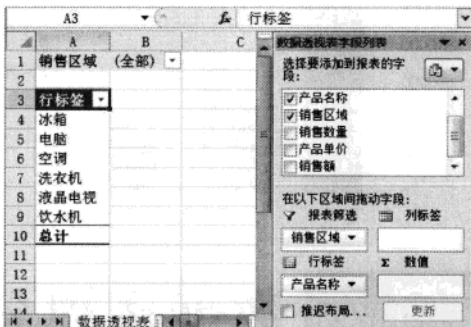 A3 fx 行标签
A B C
1 销售区域 (全部)
2
3 行标签
4 冰箱
5 电脑
6 空调
7 洗衣机
8 液晶电视
9 饮水机
10 总计
11
12
13
14
数据透视表
数据透视表字段列表
选择要添加到报表的字
段:
产品名称
销售区域
销售数量
产品单价
销售额
在以下区域间拖动字段:
报表筛选 列标签
销售区域
行标签 Σ 数值
产品名称
推迟布局... 更新